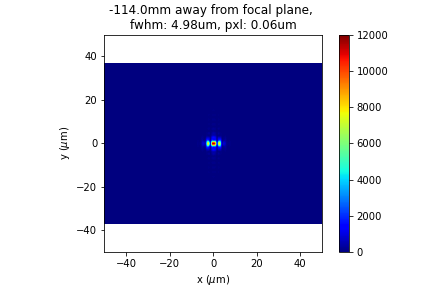 -114.0mm away from focal plane,
fwhm: 4.98um, pxl: 0.06um
40
20
0
−20
−40
y (μm)
−40 −20 0 20 40
x (μm)
12000
10000
8000
6000
4000
2000
0